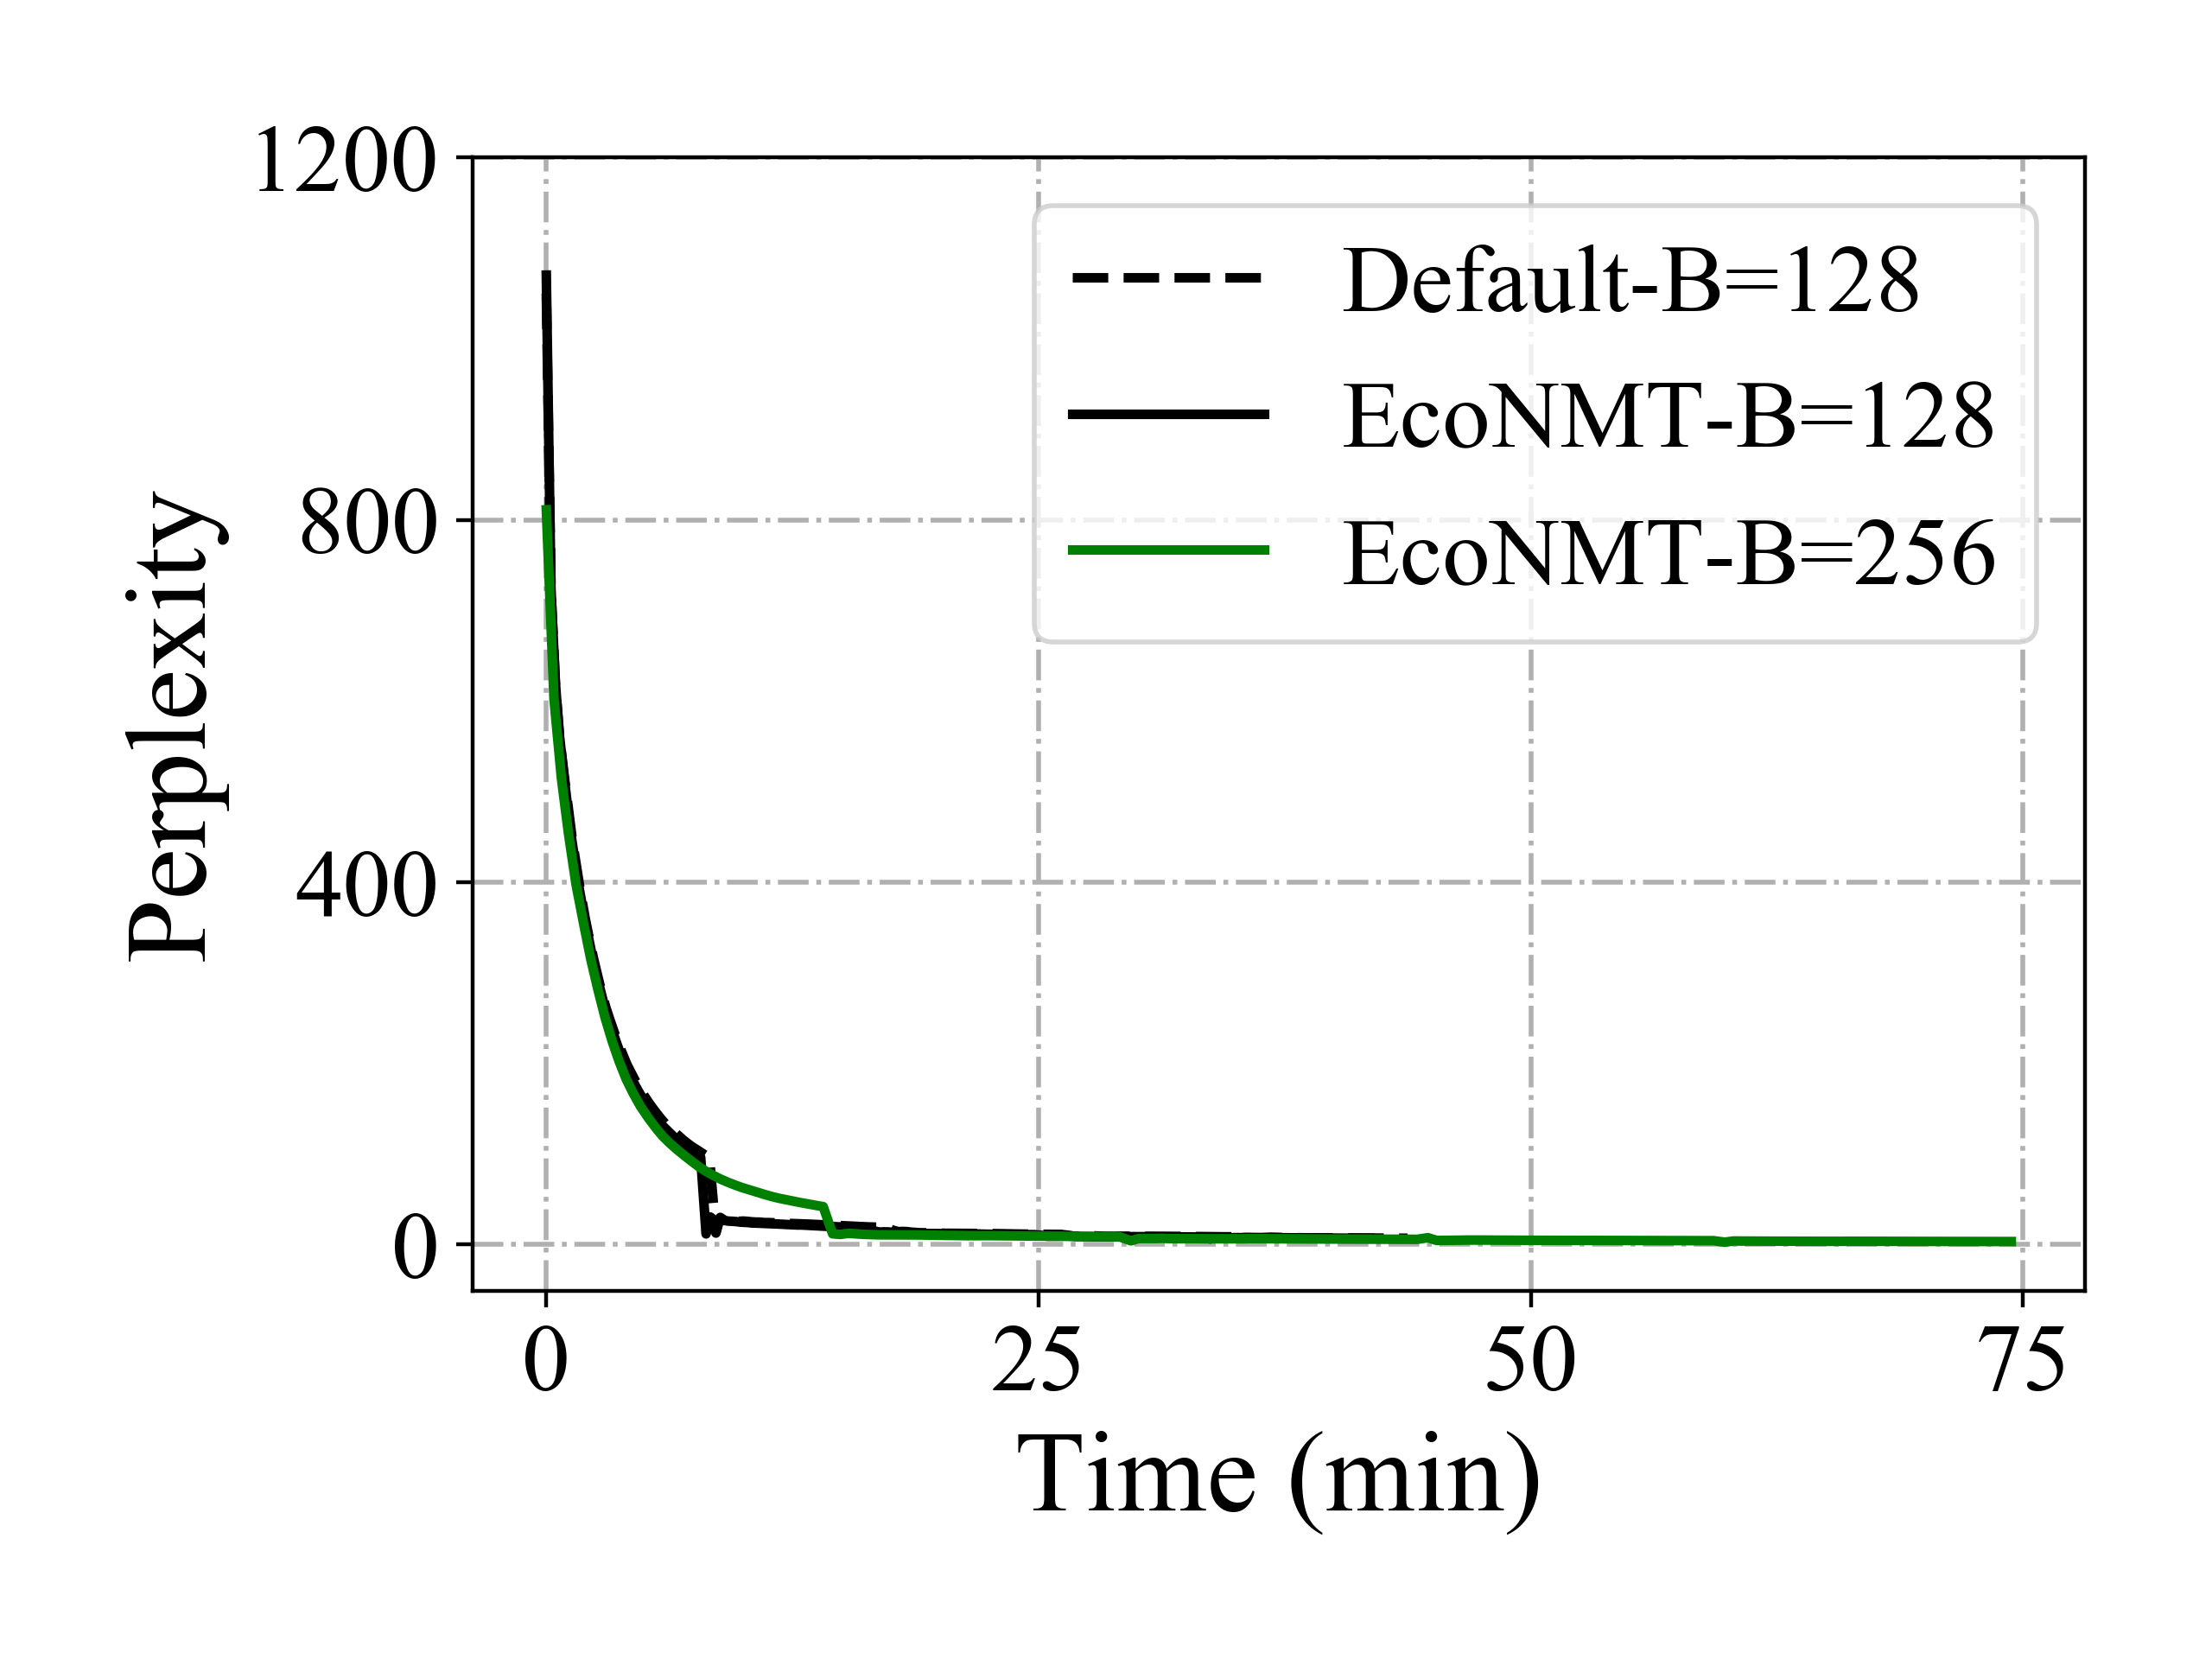 1200
800
400
0
Perplexity
Default-B=128
EcoNMT-B=128
EcoNMT-B=256
0 25 50 75
Time (min)